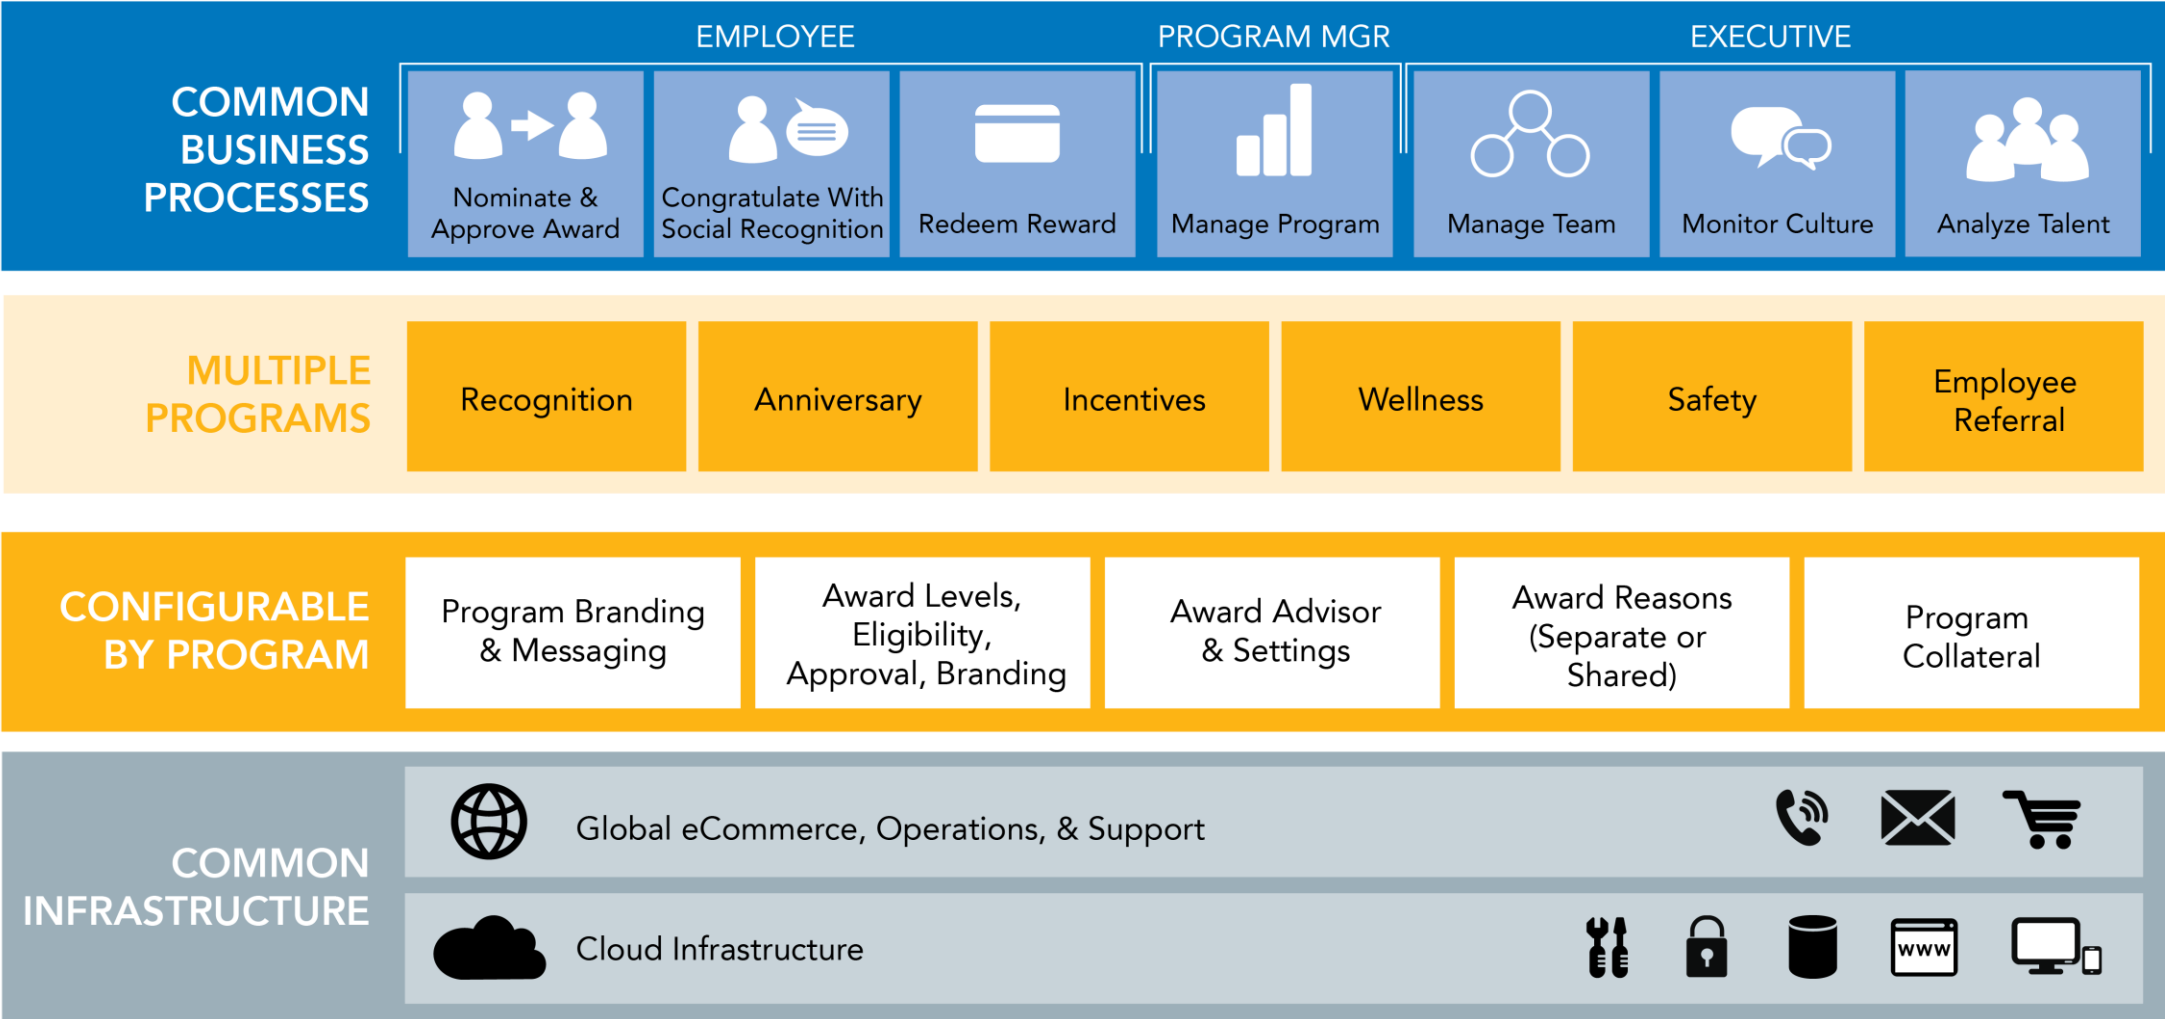 EMPLOYEE
PROGRAM MGR
EXECUTIVE
COMMON
BUSINESS
PROCESSES
Nominate &
Approve Award
Congratulate With
Social Recognition
Redeem Reward
Manage Program
Manage Team
Monitor Culture
Analyze Talent
MULTIPLE
PROGRAMS
Recognition
Anniversary
Incentives
Wellness
Safety
Employee
Referral
CONFIGURABLE
BY PROGRAM
Program Branding
& Messaging
Award Levels,
Eligibility,
Approval, Branding
Award Advisor
& Settings
Award Reasons
(Separate or
Shared)
Program
Collateral
COMMON
INFRASTRUCTURE
Global eCommerce, Operations, & Support
Cloud Infrastructure
www